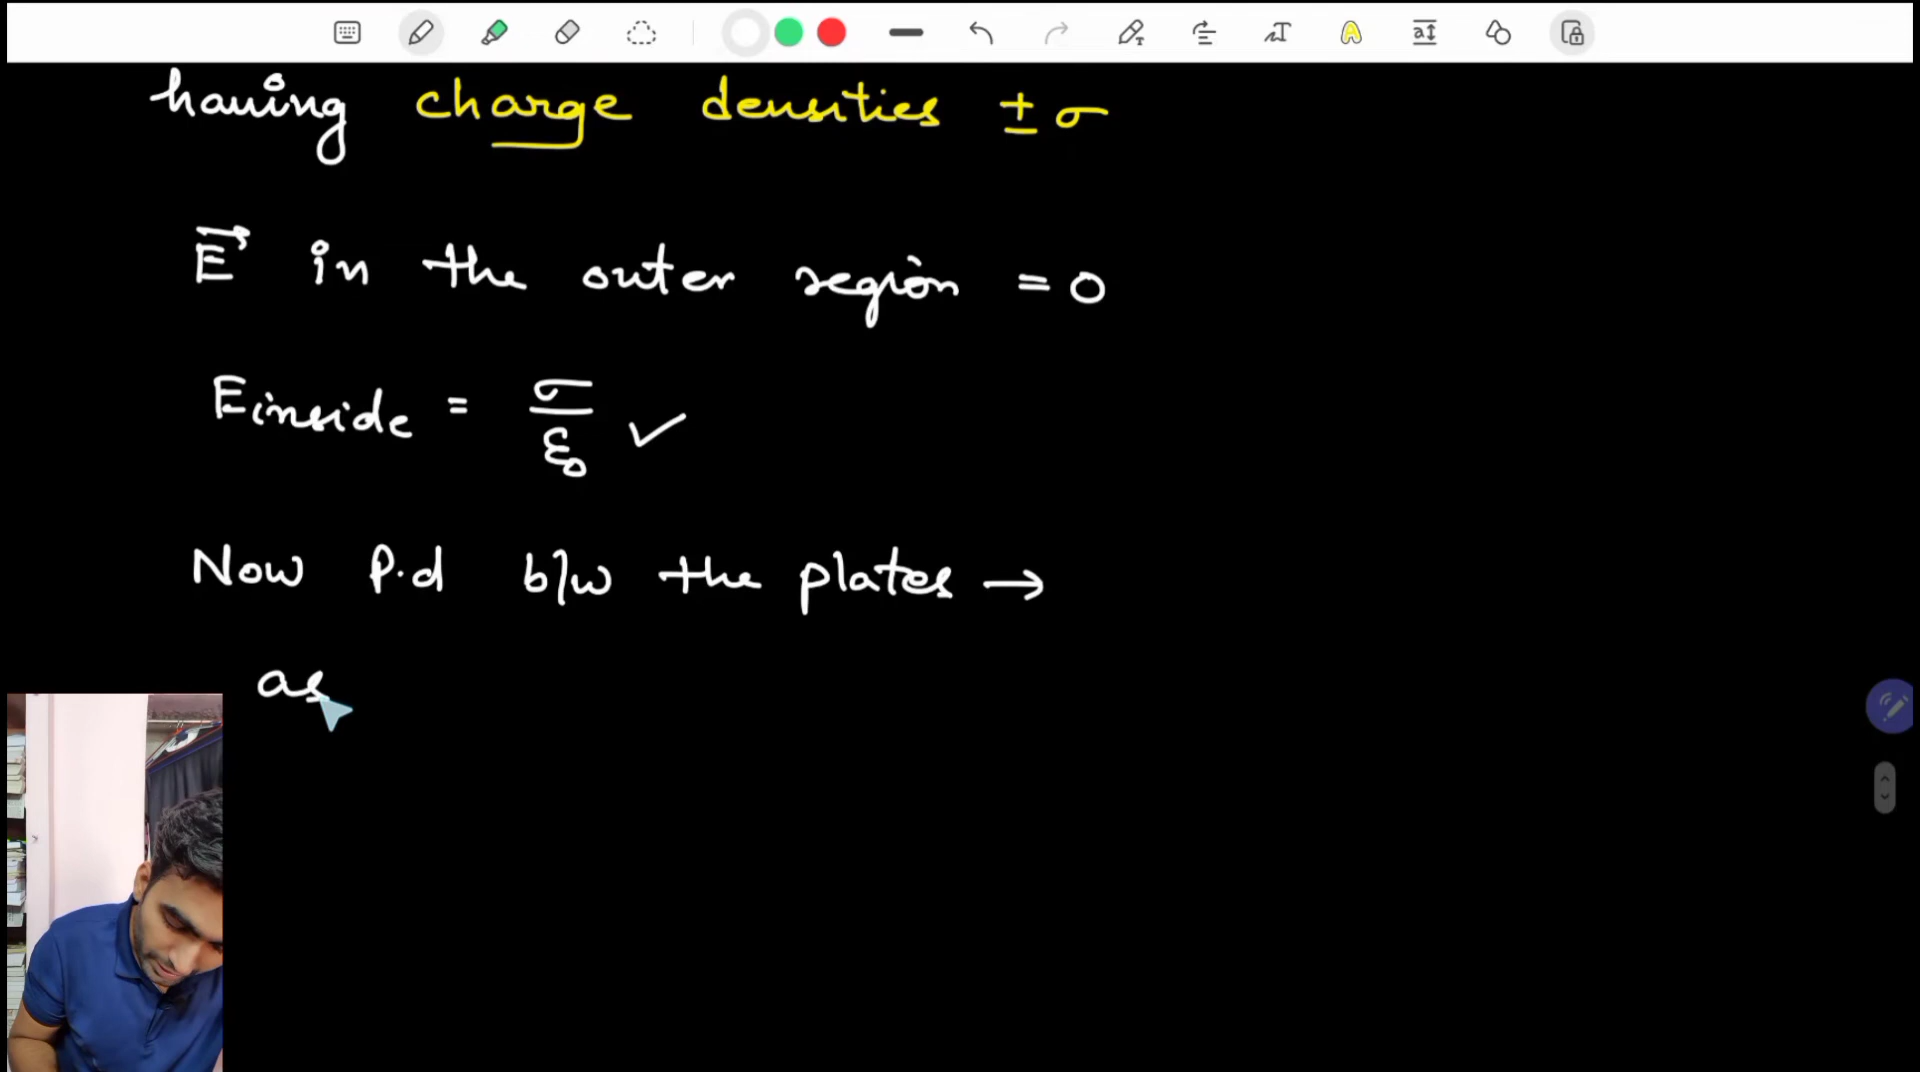 having charge densities ± σ
E⃗ in the outer region = 0
Einside = σ/ε₀ ✓
Now P.d b/w the plates →
as